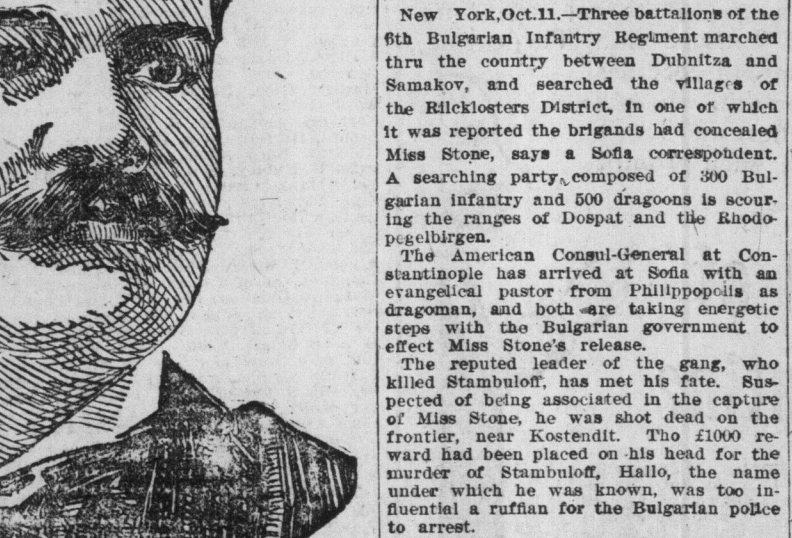 New York, Oct. 11.—Three battalions of the
6th Bulgarian Infantry Regiment marched
thru the country between Dubnitza and
Samakov, and searched the villages of
the Rilcklosters District, in one of which
it was reported the brigands had concealed
Miss Stone, says a Sofia correspondent.
A searching party, composed of 300 Bul-
garian infantry and 500 dragoons is scour-
ing the ranges of Dospat and the Rhodo-
pegelbirgen.
The American Consul-General at Con-
stantinople has arrived at Sofia with an
evangelical pastor from Philippopolis as
dragoman, and both are taking energetic
steps with the Bulgarian government to
effect Miss Stone's release.
The reputed leader of the gang, who
killed Stambuloff, has met his fate. Sus-
pected of being associated in the capture
of Miss Stone, he was shot dead on the
frontier, near Kostendit. Tho £1000 re-
ward had been placed on his head for the
murder of Stambuloff, Hallo, the name
under which he was known, was too in-
fluential a ruffian for the Bulgarian police
to arrest.